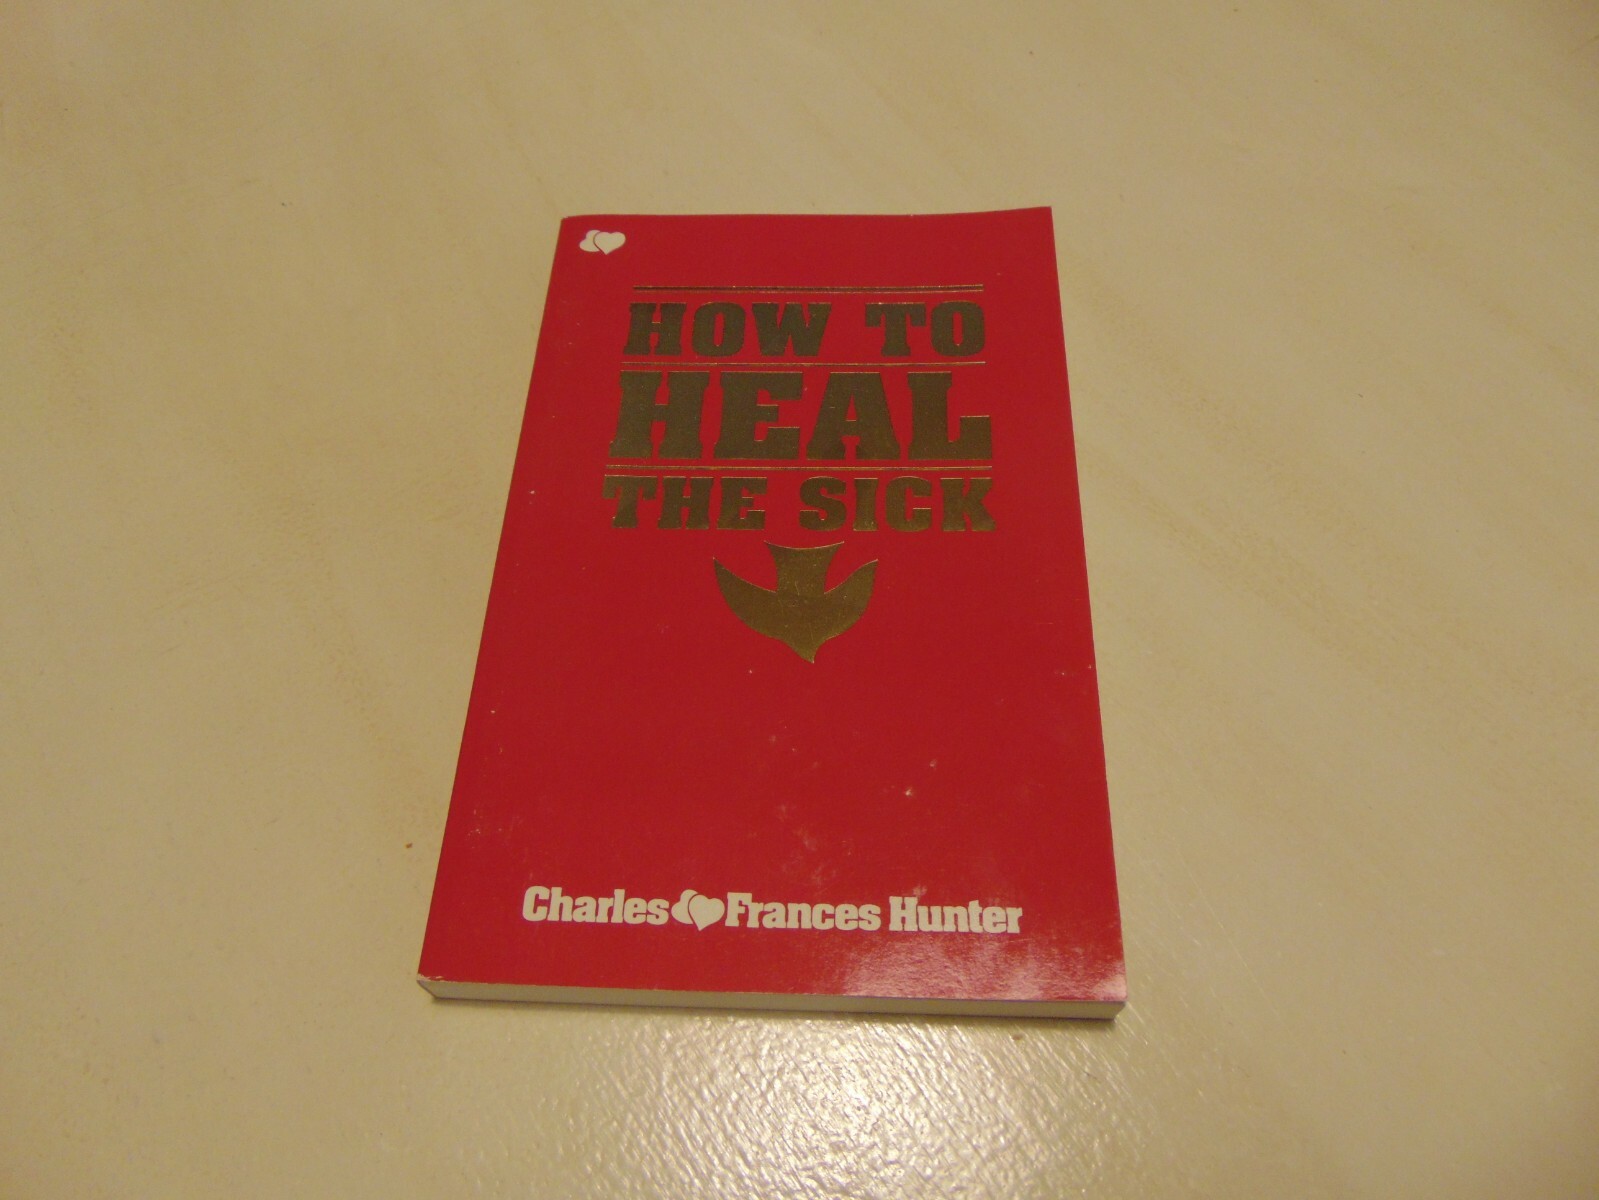 HOW TO
HEAL
THE SICK
Charles Frances Hunter